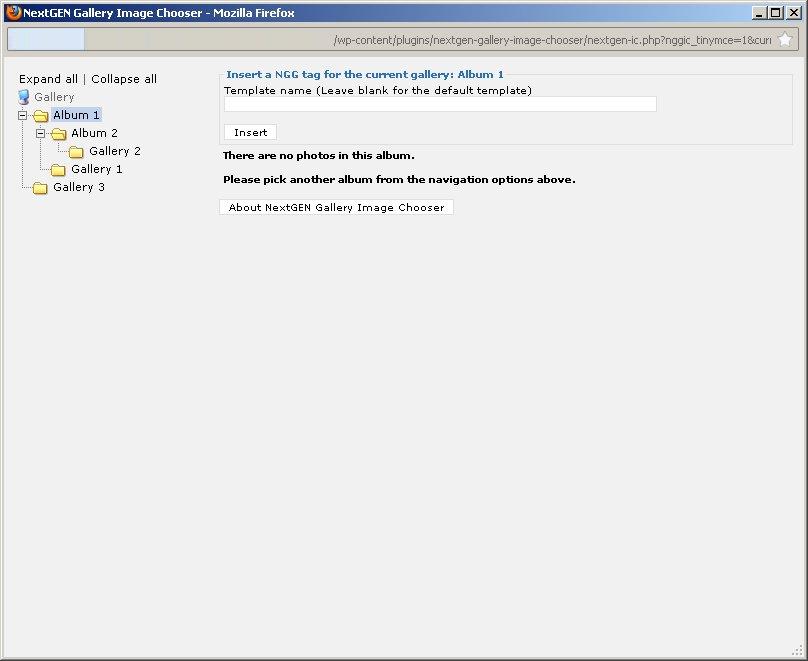 NextGEN Gallery Image Chooser - Mozilla Firefox
/wp-content/plugins/nextgen-gallery-image-chooser/nextgen-ic.php?nggic_tinymce=1&curi
Expand all | Collapse all
Gallery
Album 1
Album 2
Gallery 2
Gallery 1
Gallery 3
Insert a NGG tag for the current gallery: Album 1
Template name (Leave blank for the default template)
Insert
There are no photos in this album.
Please pick another album from the navigation options above.
About NextGEN Gallery Image Chooser